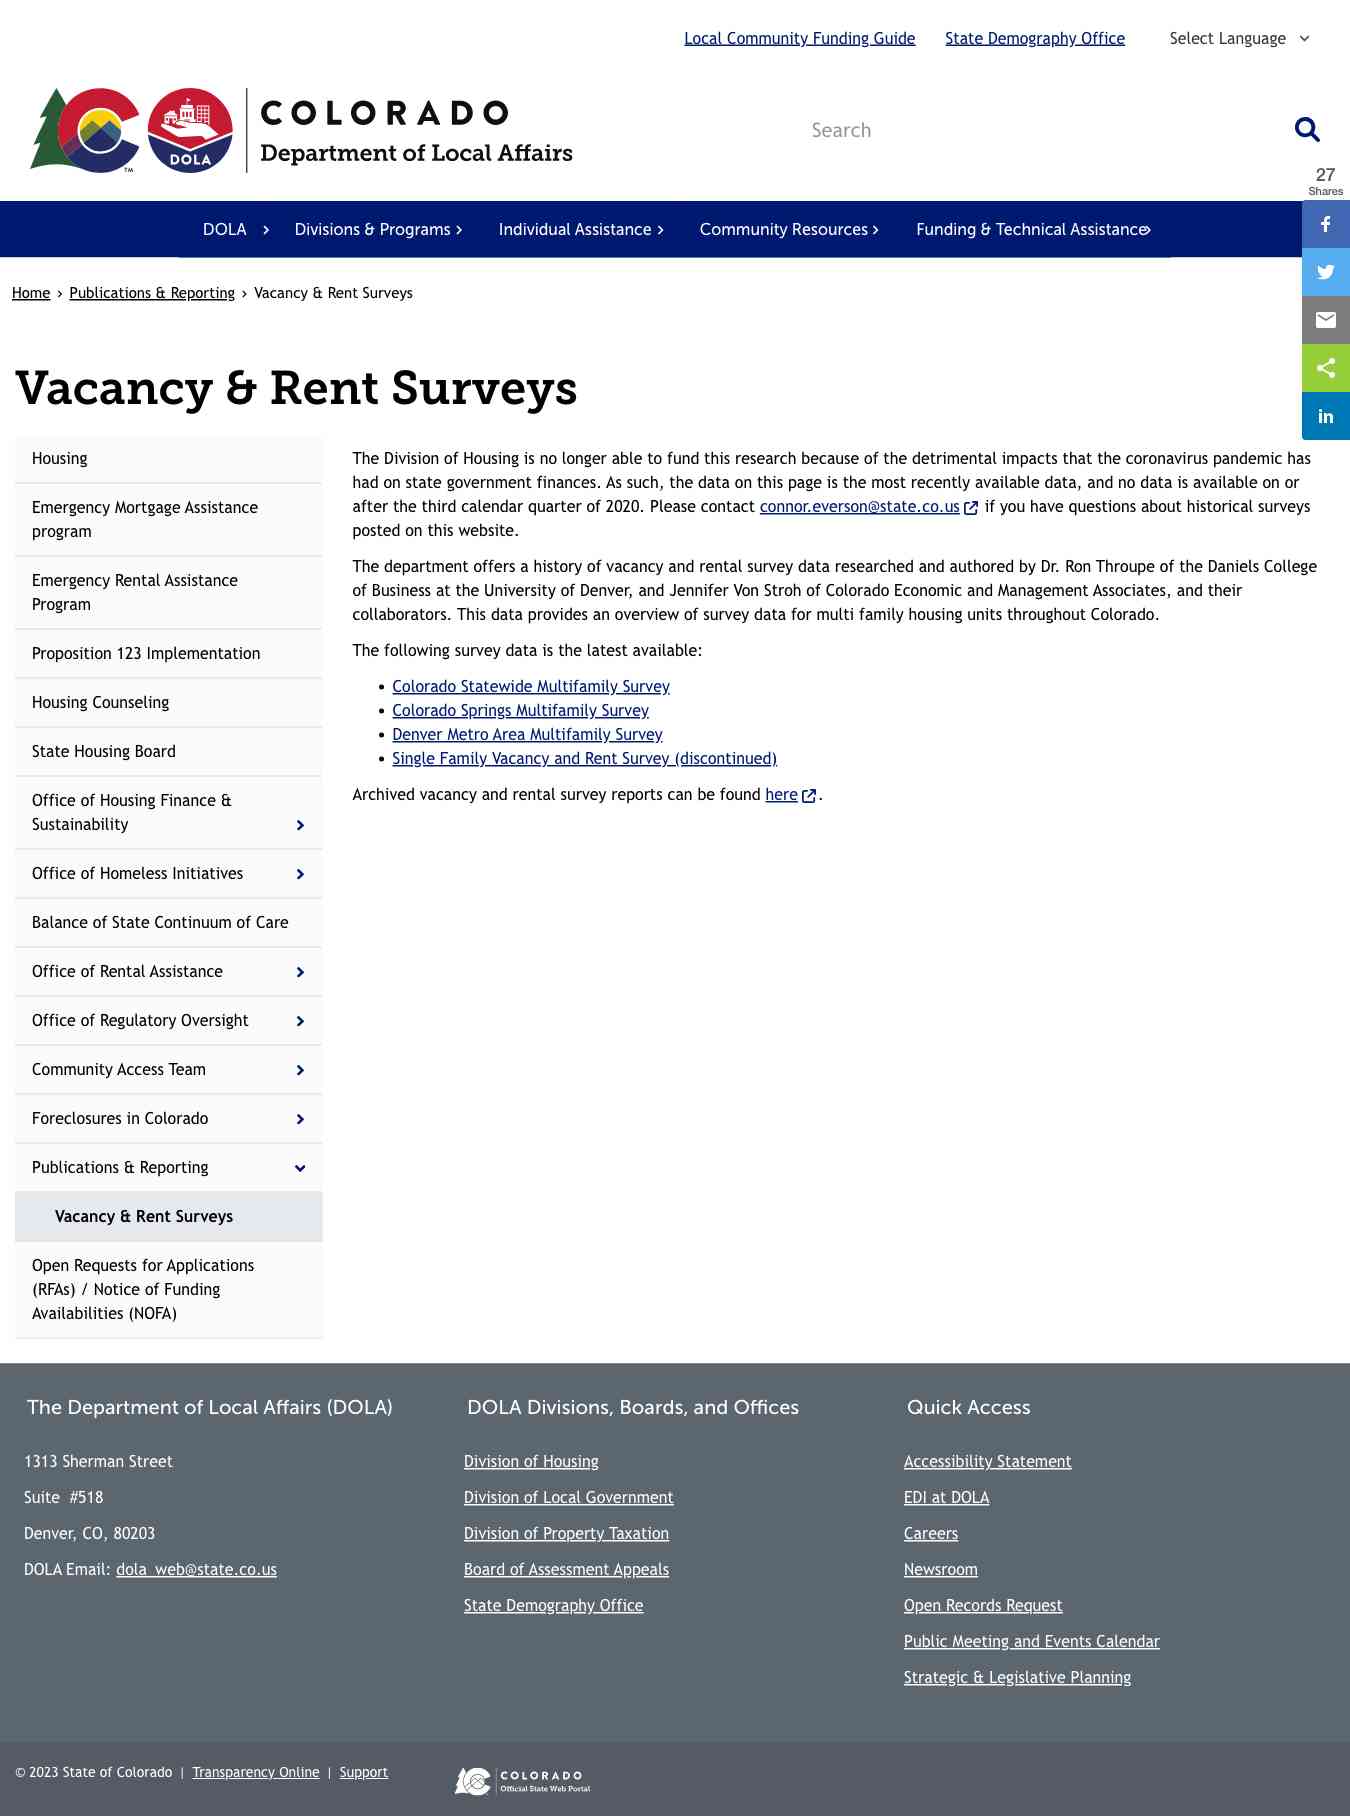 Local Community Funding Guide
State Demography Office
Select Language
COLORADO
Department of Local Affairs
DOLA
TM
Search
27
Shares
DOLA
Divisions & Programs
Individual Assistance
Community Resources
Funding & Technical Assistance
Home › Publications & Reporting › Vacancy & Rent Surveys
Vacancy & Rent Surveys
Housing
Emergency Mortgage Assistance
program
Emergency Rental Assistance
Program
Proposition 123 Implementation
Housing Counseling
State Housing Board
Office of Housing Finance &
Sustainability
Office of Homeless Initiatives
Balance of State Continuum of Care
Office of Rental Assistance
Office of Regulatory Oversight
Community Access Team
Foreclosures in Colorado
Publications & Reporting
Vacancy & Rent Surveys
Open Requests for Applications
(RFAs) / Notice of Funding
Availabilities (NOFA)
The Division of Housing is no longer able to fund this research because of the detrimental impacts that the coronavirus pandemic has
had on state government finances. As such, the data on this page is the most recently available data, and no data is available on or
after the third calendar quarter of 2020. Please contact connor.everson@state.co.us if you have questions about historical surveys
posted on this website.
The department offers a history of vacancy and rental survey data researched and authored by Dr. Ron Throupe of the Daniels College
of Business at the University of Denver, and Jennifer Von Stroh of Colorado Economic and Management Associates, and their
collaborators. This data provides an overview of survey data for multi family housing units throughout Colorado.
The following survey data is the latest available:
• Colorado Statewide Multifamily Survey
• Colorado Springs Multifamily Survey
• Denver Metro Area Multifamily Survey
• Single Family Vacancy and Rent Survey (discontinued)
Archived vacancy and rental survey reports can be found here.
The Department of Local Affairs (DOLA)
1313 Sherman Street
Suite #518
Denver, CO, 80203
DOLA Email: dola_web@state.co.us
DOLA Divisions, Boards, and Offices
Division of Housing
Division of Local Government
Division of Property Taxation
Board of Assessment Appeals
State Demography Office
Quick Access
Accessibility Statement
EDI at DOLA
Careers
Newsroom
Open Records Request
Public Meeting and Events Calendar
Strategic & Legislative Planning
© 2023 State of Colorado | Transparency Online | Support
COLORADO
Official State Web Portal